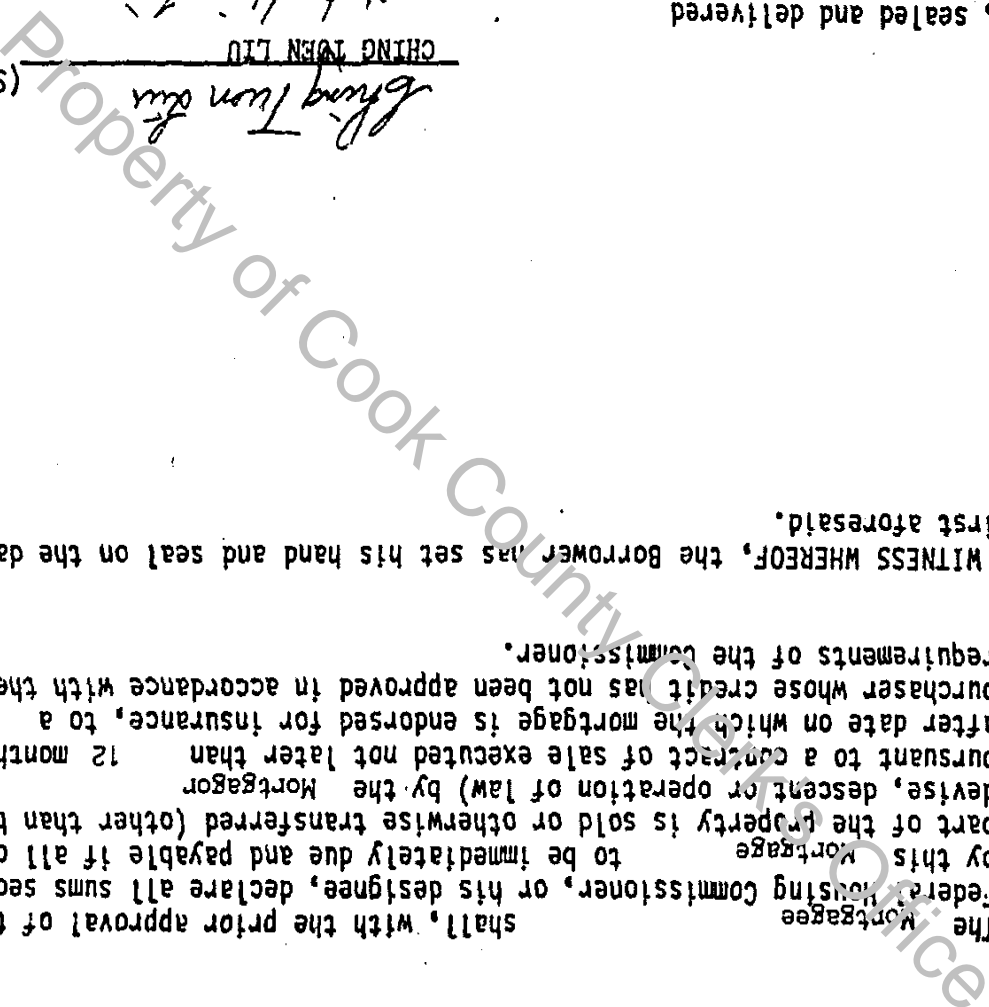 The Mortgagee shall, with the prior approval of
Federal Housing Commissioner, or his designee, declare all sums
by this Mortgage to be immediately due and payable if all
part of the property is sold or otherwise transferred (other than
devise, descent or operation of law) by the Mortgagor
pursuant to a contract of sale executed not later than 12
after date on which the mortgage is endorsed for insurance, to a
purchaser whose credit has not been approved in accordance with the
requirements of the Commissioner.
WITNESS WHEREOF, the Borrower has set his hand and seal on the
first aforesaid.
Ching Tuen Liu
CHING TUEN LIU
, sealed and delivered
Property of Cook County Clerk's Office